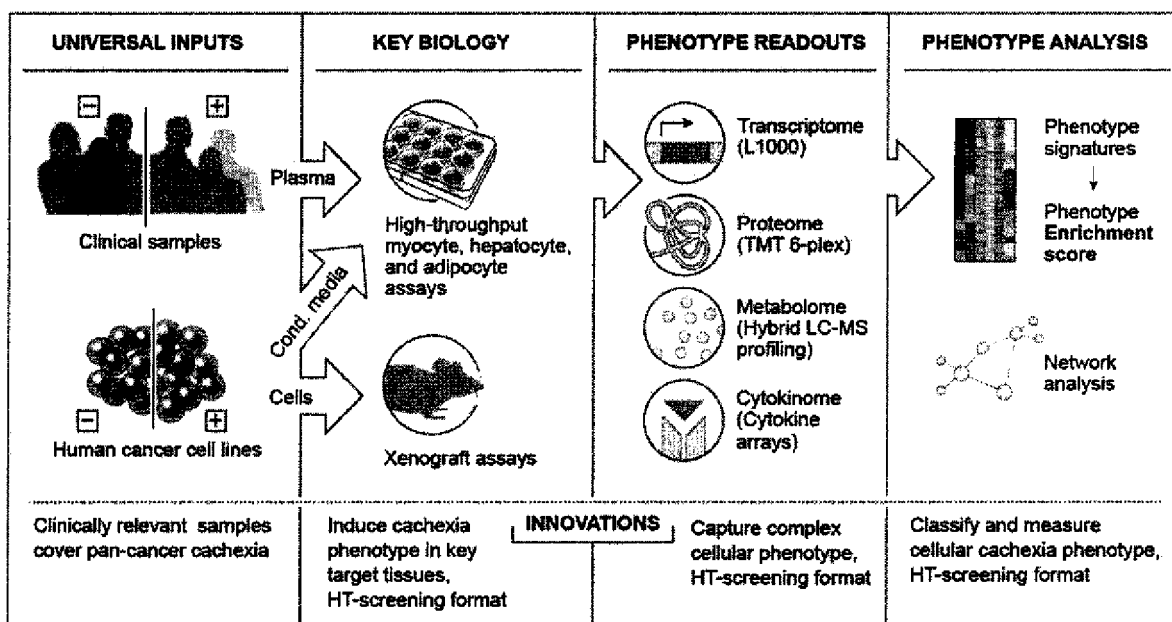 UNIVERSAL INPUTS
KEY BIOLOGY
PHENOTYPE READOUTS
PHENOTYPE ANALYSIS
−
+
Clinical samples
Plasma
Cond. media
−
+
Human cancer cell lines
Cells
High-throughput
myocyte, hepatocyte,
and adipocyte
assays
Xenograft assays
Transcriptome
(L1000)
Proteome
(TMT 6-plex)
Metabolome
(Hybrid LC-MS
profiling)
Cytokinome
(Cytokine
arrays)
Phenotype
signatures
Phenotype
Enrichment
score
Network
analysis
INNOVATIONS
Clinically relevant samples
cover pan-cancer cachexia
Induce cachexia
phenotype in key
target tissues,
HT-screening format
Capture complex
cellular phenotype,
HT-screening format
Classify and measure
cellular cachexia phenotype,
HT-screening format